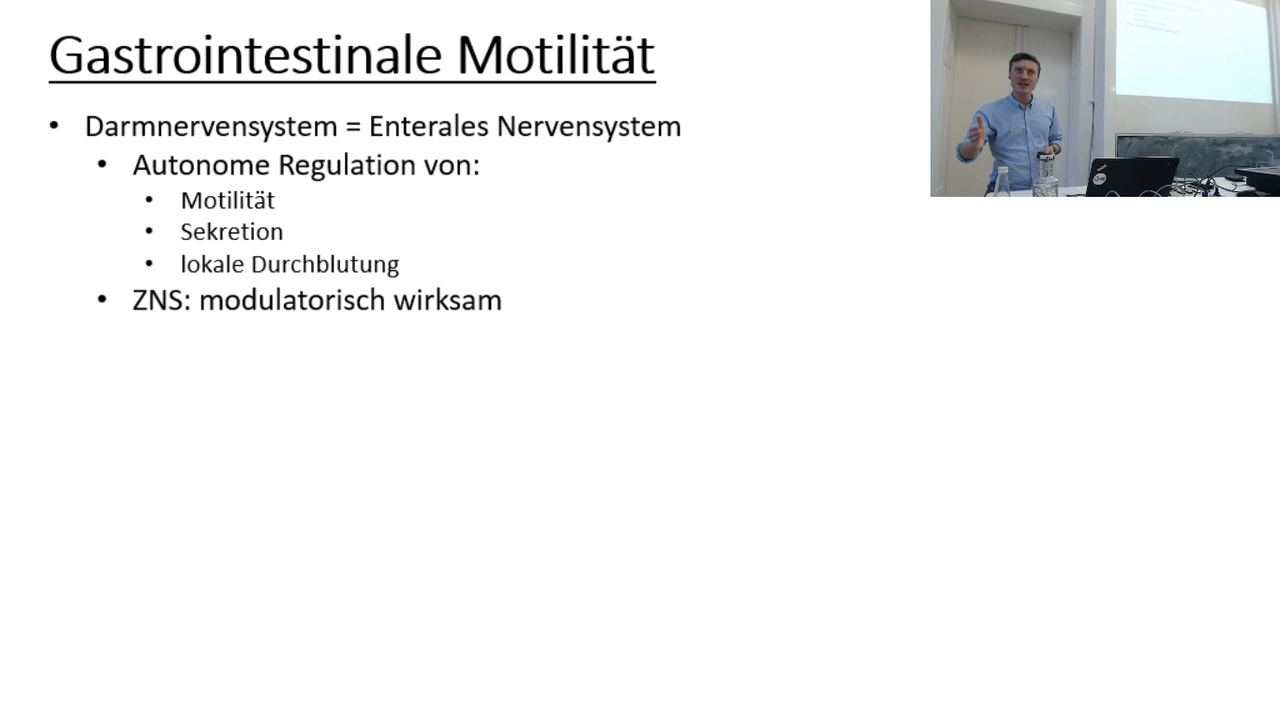 Gastrointestinale Motilität
• Darmnervensystem = Enterales Nervensystem
• Autonome Regulation von:
• Motilität
• Sekretion
• lokale Durchblutung
• ZNS: modulatorisch wirksam